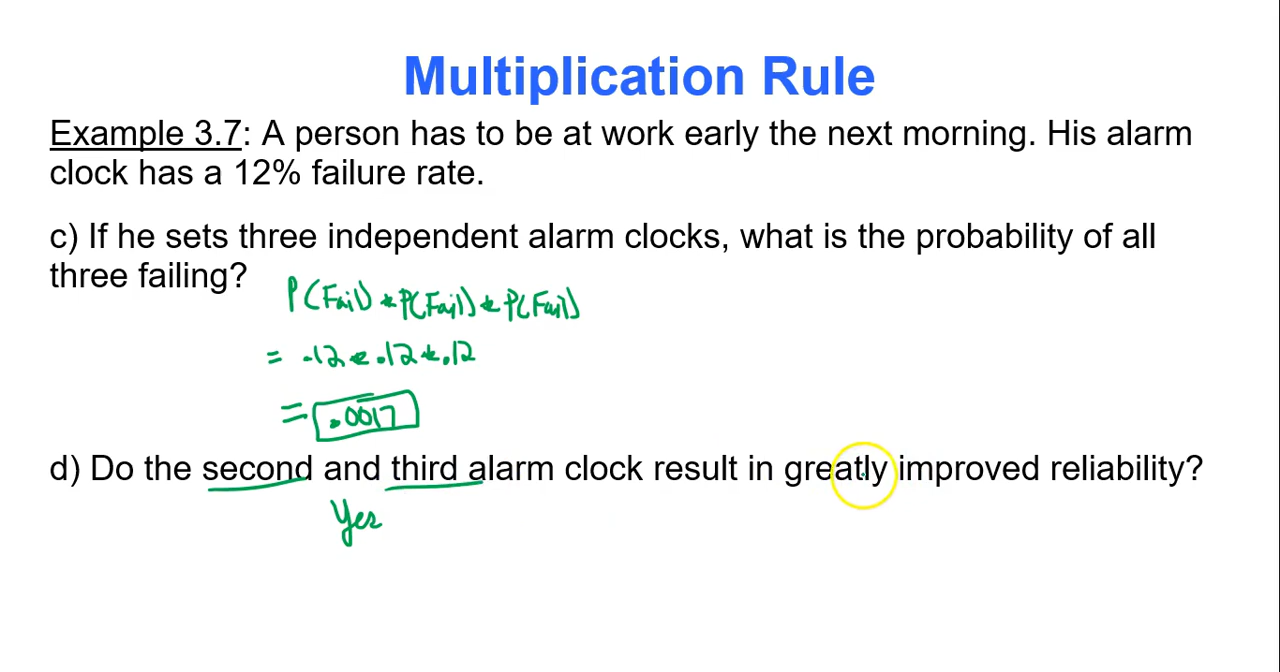 Multiplication Rule
Example 3.7: A person has to be at work early the next morning. His alarm
clock has a 12% failure rate.
c) If he sets three independent alarm clocks, what is the probability of all
three failing?
P(Fail) * P(Fail) * P(Fail)
= .12 * .12 * .12
= .0017
d) Do the second and third alarm clock result in greatly improved reliability?
Yes